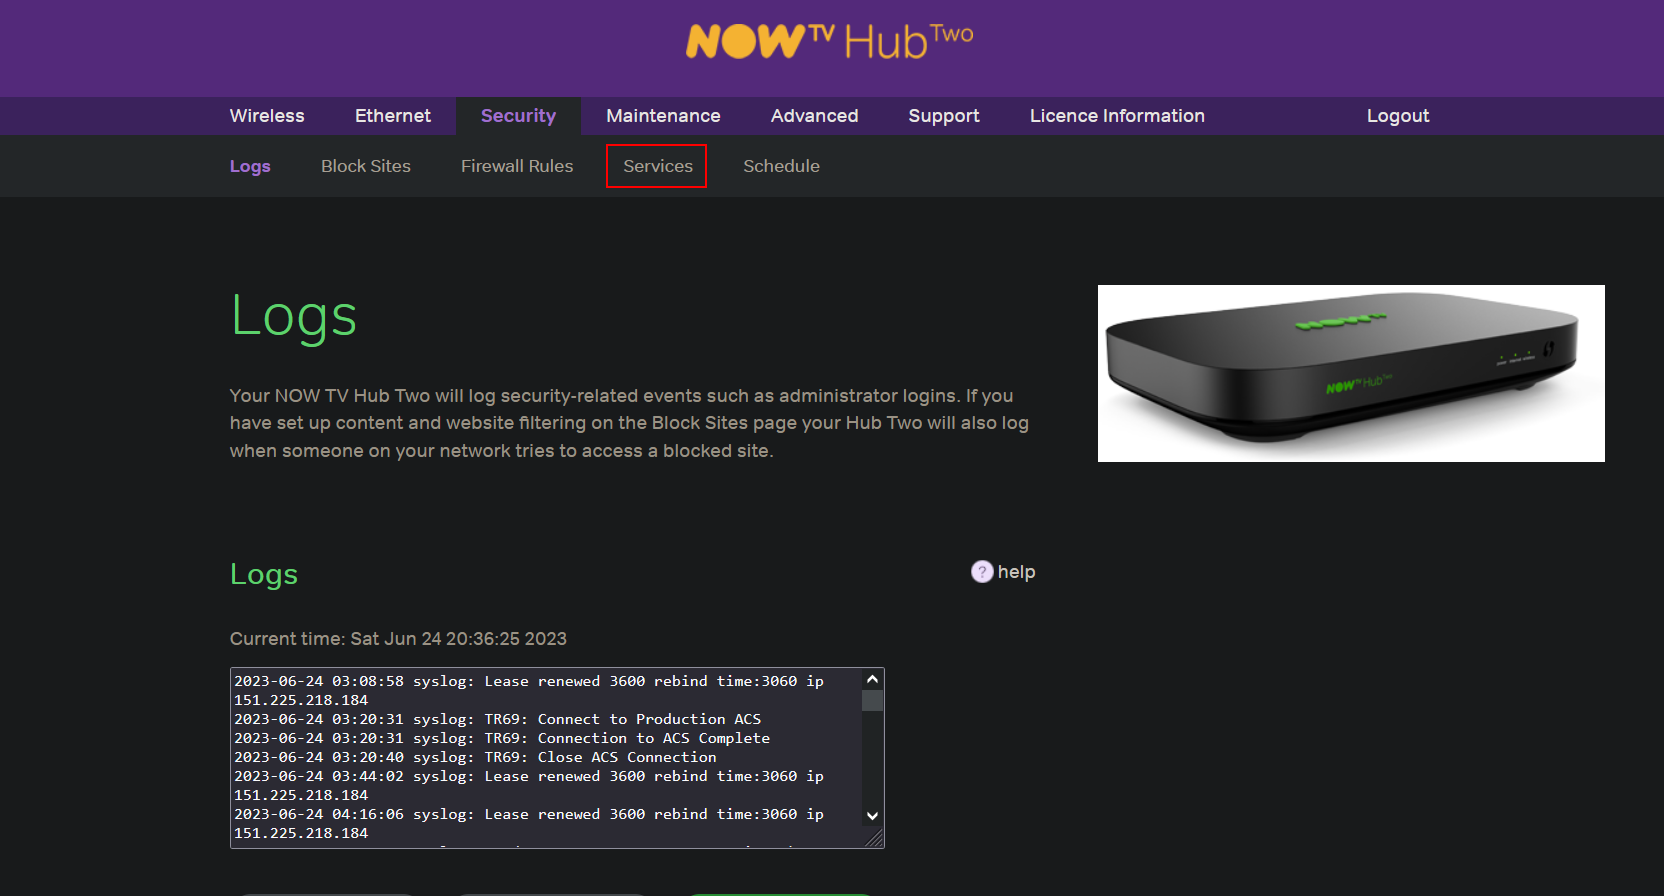 NOW TV Hub Two
Wireless Ethernet Security Maintenance Advanced Support Licence Information Logout
Logs Block Sites Firewall Rules Services Schedule
Logs
NOW TV Hub Two
Your NOW TV Hub Two will log security-related events such as administrator logins. If you
have set up content and website filtering on the Block Sites page your Hub Two will also log
when someone on your network tries to access a blocked site.
Logs
? help
Current time: Sat Jun 24 20:36:25 2023
2023-06-24 03:08:58 syslog: Lease renewed 3600 rebind time:3060 ip
151.225.218.184
2023-06-24 03:20:31 syslog: TR69: Connect to Production ACS
2023-06-24 03:20:31 syslog: TR69: Connection to ACS Complete
2023-06-24 03:20:40 syslog: TR69: Close ACS Connection
2023-06-24 03:44:02 syslog: Lease renewed 3600 rebind time:3060 ip
151.225.218.184
2023-06-24 04:16:06 syslog: Lease renewed 3600 rebind time:3060 ip
151.225.218.184